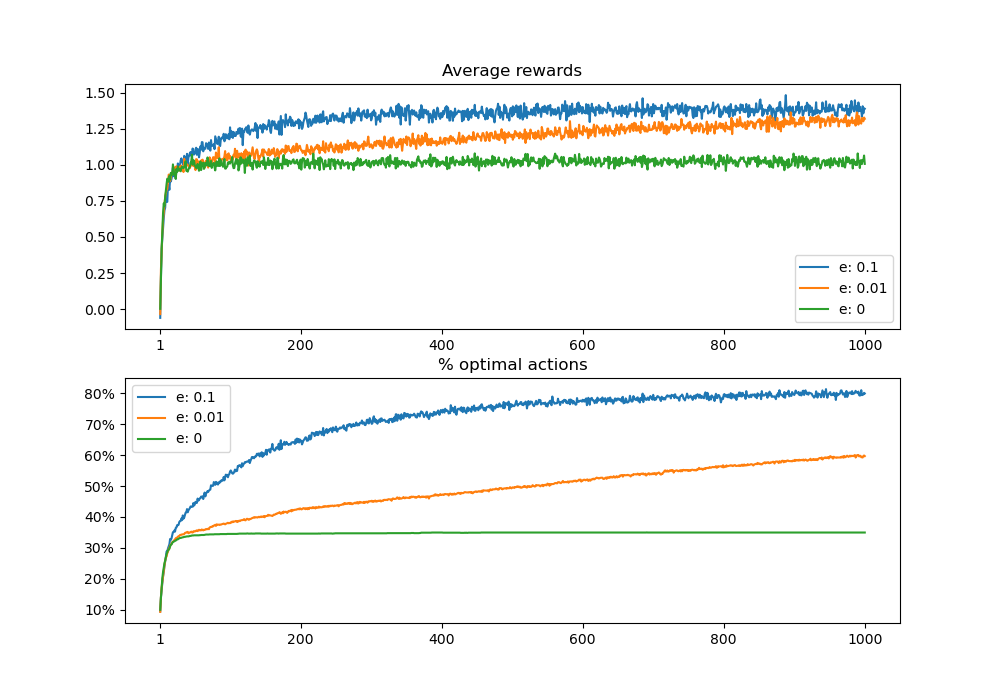 Average rewards
1.50
1.25
1.00
0.75
0.50
0.25
0.00
e: 0.1
e: 0.01
e: 0
1 200 400 600 800 1000
% optimal actions
80%
70%
60%
50%
40%
30%
20%
10%
e: 0.1
e: 0.01
e: 0
1 200 400 600 800 1000